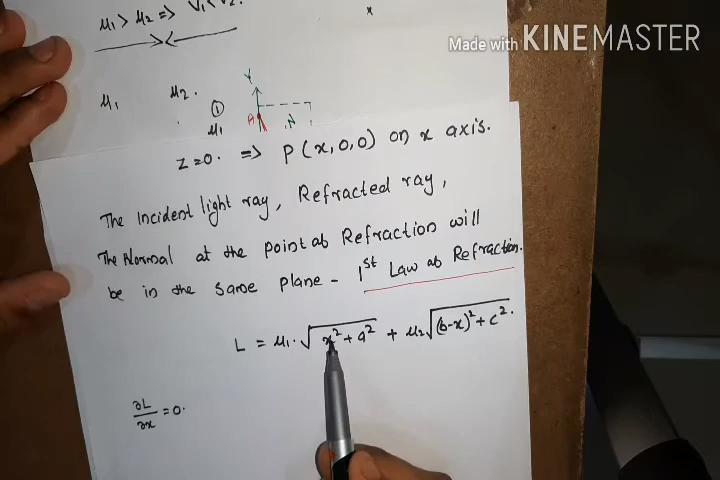 μ₁ > μ₂ => V₁ < V₂.
x
Made with KINEMASTER
μ₁ μ₂. ① Y
μ₁ A N
Z=0. => P(x,0,0) on x axis.
The Incident light ray, Refracted ray,
The Normal at the point of Refraction will
be in the same plane - 1st Law of Refraction.
L = μ₁.√(x²+a²) + μ₂√((b-x)²+c²).
∂L/∂x = 0.